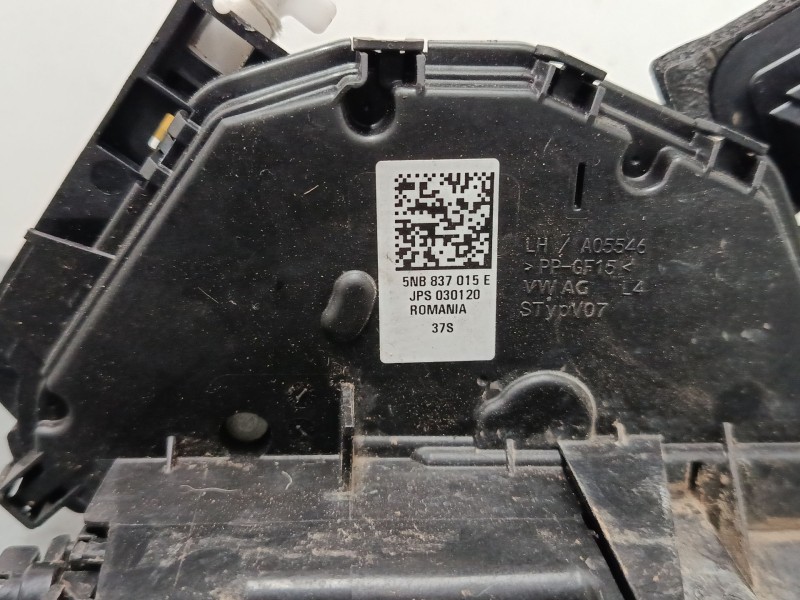 5NB 837 015 E
JPS 030120
ROMANIA
37S
LH / A05546
>PP-GF15<
VW AG L4
STypV07